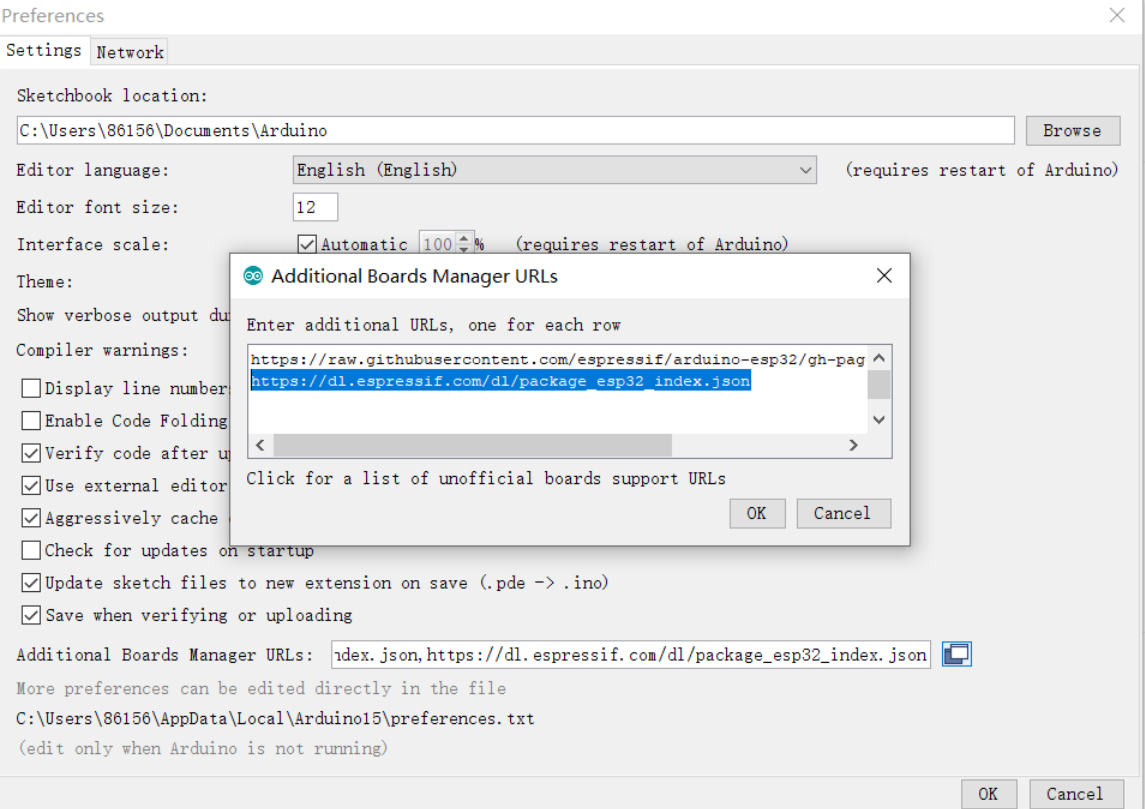 Preferences
Settings Network
Sketchbook location:
C:\Users\86156\Documents\Arduino Browse
Editor language: English (English) (requires restart of Arduino)
Editor font size: 12
Interface scale: Automatic 100 % (requires restart of Arduino)
Theme:
Show verbose output
Compiler warnings:
Display line
Enable Code Folding
Verify code after
Use external editor
Aggressively cache
Check for updates on startup
Update sketch files to new extension on save (.pde -> .ino)
Save when verifying or uploading
Additional Boards Manager URLs: ndex.json,https://dl.espressif.com/dl/package_esp32_index.json
More preferences can be edited directly in the file
C:\Users\86156\AppData\Local\Arduino15\preferences.txt
(edit only when Arduino is not running)
OK Cancel
Additional Boards Manager URLs
Enter additional URLs, one for each row
https://raw.githubusercontent.com/espressif/arduino-esp32/gh-pag
https://dl.espressif.com/dl/package_esp32_index.json
Click for a list of unofficial boards support URLs
OK Cancel